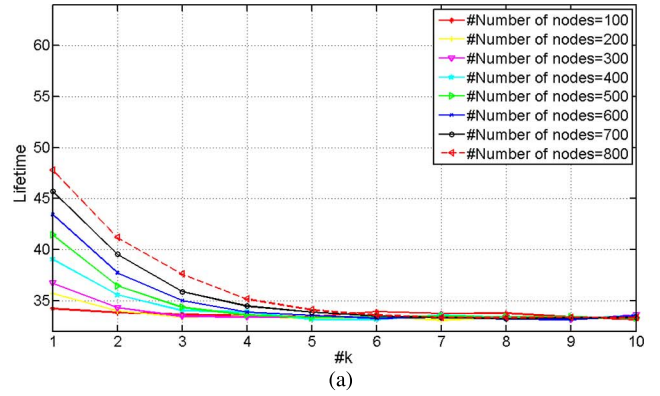 60
55
50
45
40
35
Lifetime
1 2 3 4 5 6 7 8 9 10
#k
#Number of nodes=100
#Number of nodes=200
#Number of nodes=300
#Number of nodes=400
#Number of nodes=500
#Number of nodes=600
#Number of nodes=700
#Number of nodes=800
(a)